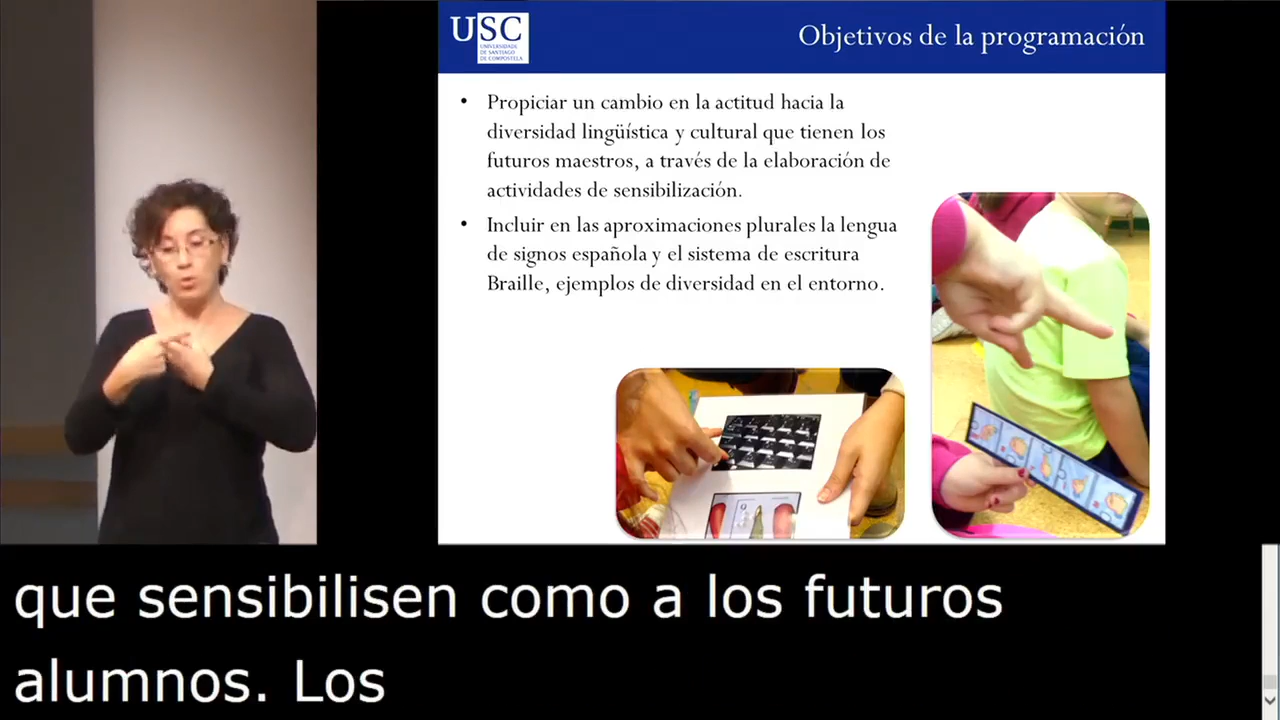 USC
UNIVERSIDADE
DE SANTIAGO
DE COMPOSTELA
Objetivos de la programación
• Propiciar un cambio en la actitud hacia la
diversidad lingüística y cultural que tienen los
futuros maestros, a través de la elaboración de
actividades de sensibilización.
• Incluir en las aproximaciones plurales la lengua
de signos española y el sistema de escritura
Braille, ejemplos de diversidad en el entorno.
que sensibilisen como a los futuros
alumnos. Los